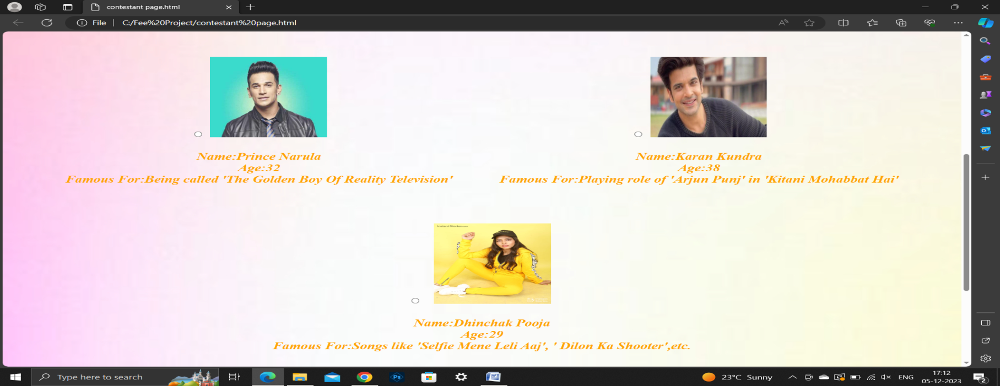 contestant page.html
File | C:/Fee%20Project/contestant%20page.html
Name:Prince Narula
Age:32
Famous For:Being called 'The Golden Boy Of Reality Television'
Name:Karan Kundra
Age:38
Famous For:Playing role of 'Arjun Punj' in 'Kitani Mohabbat Hai'
Name:Dhinchak Pooja
Age:29
Famous For:Songs like 'Selfie Mene Leli Aaj', ' Dilon Ka Shooter',etc.
Type here to search
Ps
23°C Sunny
ENG
17:12
05-12-2023
2